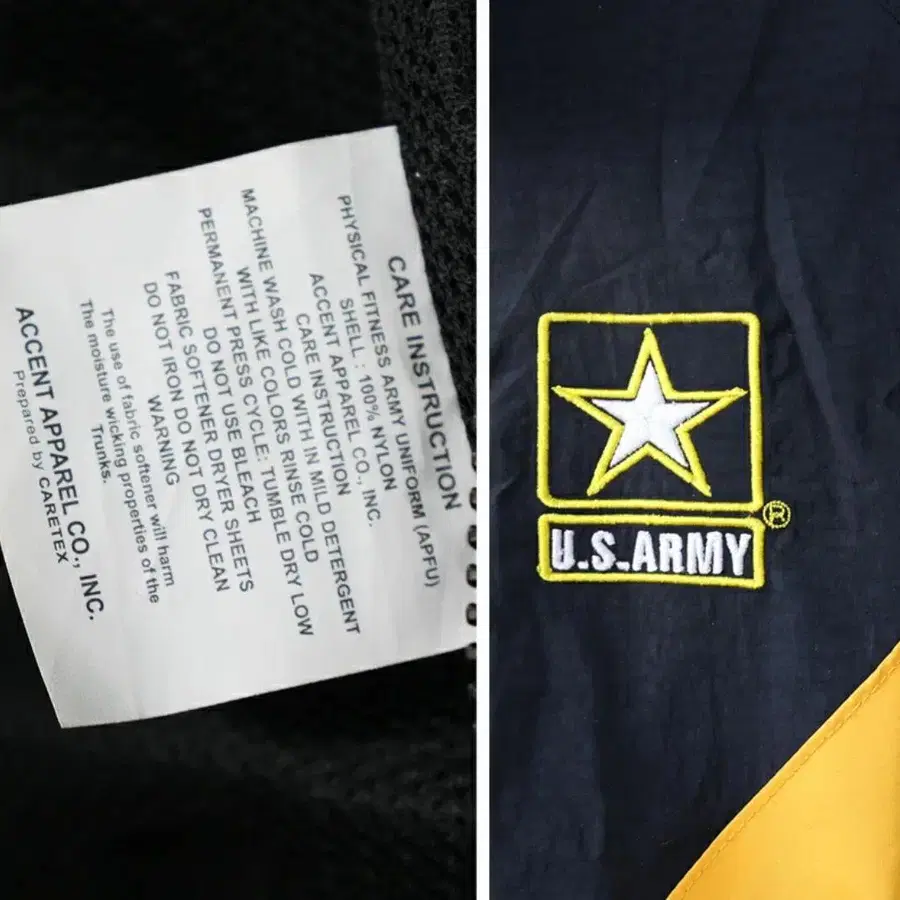 CARE INSTRUCTION
PHYSICAL FITNESS ARMY UNIFORM (APFU)
SHELL : 100% NYLON
ACCENT APPAREL CO., INC.
CARE INSTRUCTION
MACHINE WASH COLD WITH IN MILD DETERGENT
WITH LIKE COLORS RINSE COLD
PERMANENT PRESS CYCLE: TUMBLE DRY LOW
DO NOT USE BLEACH
FABRIC SOFTENER DRYER SHEETS
DO NOT IRON DO NOT DRY CLEAN
WARNING
The use of fabric softener will harm
The moisture wicking properties of the
Trunks.
ACCENT APPAREL CO., INC.
Prepared by CARETEX
®
U.S.ARMY